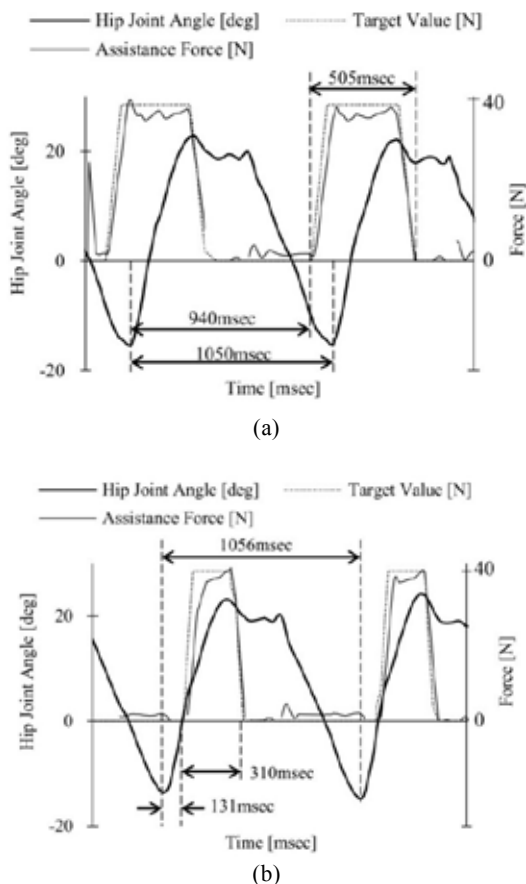 Hip Joint Angle [deg] Target Value [N]
Assistance Force [N]
505msec
40
20
Hip Joint Angle [deg]
Force [N]
0
0
940msec
1050msec
-20
Time [msec]
(a)
Hip Joint Angle [deg] Target Value [N]
Assistance Force [N]
1056msec
40
20
Hip Joint Angle [deg]
Force [N]
0
0
310msec
131msec
-20
Time [msec]
(b)